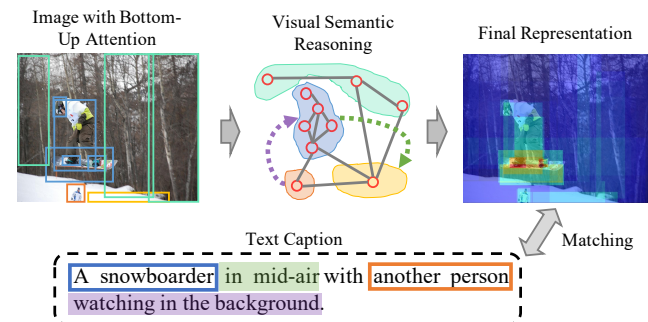 Image with Bottom-
Up Attention
Visual Semantic
Reasoning
Final Representation
Text Caption
Matching
A snowboarder in mid-air with another person
watching in the background.